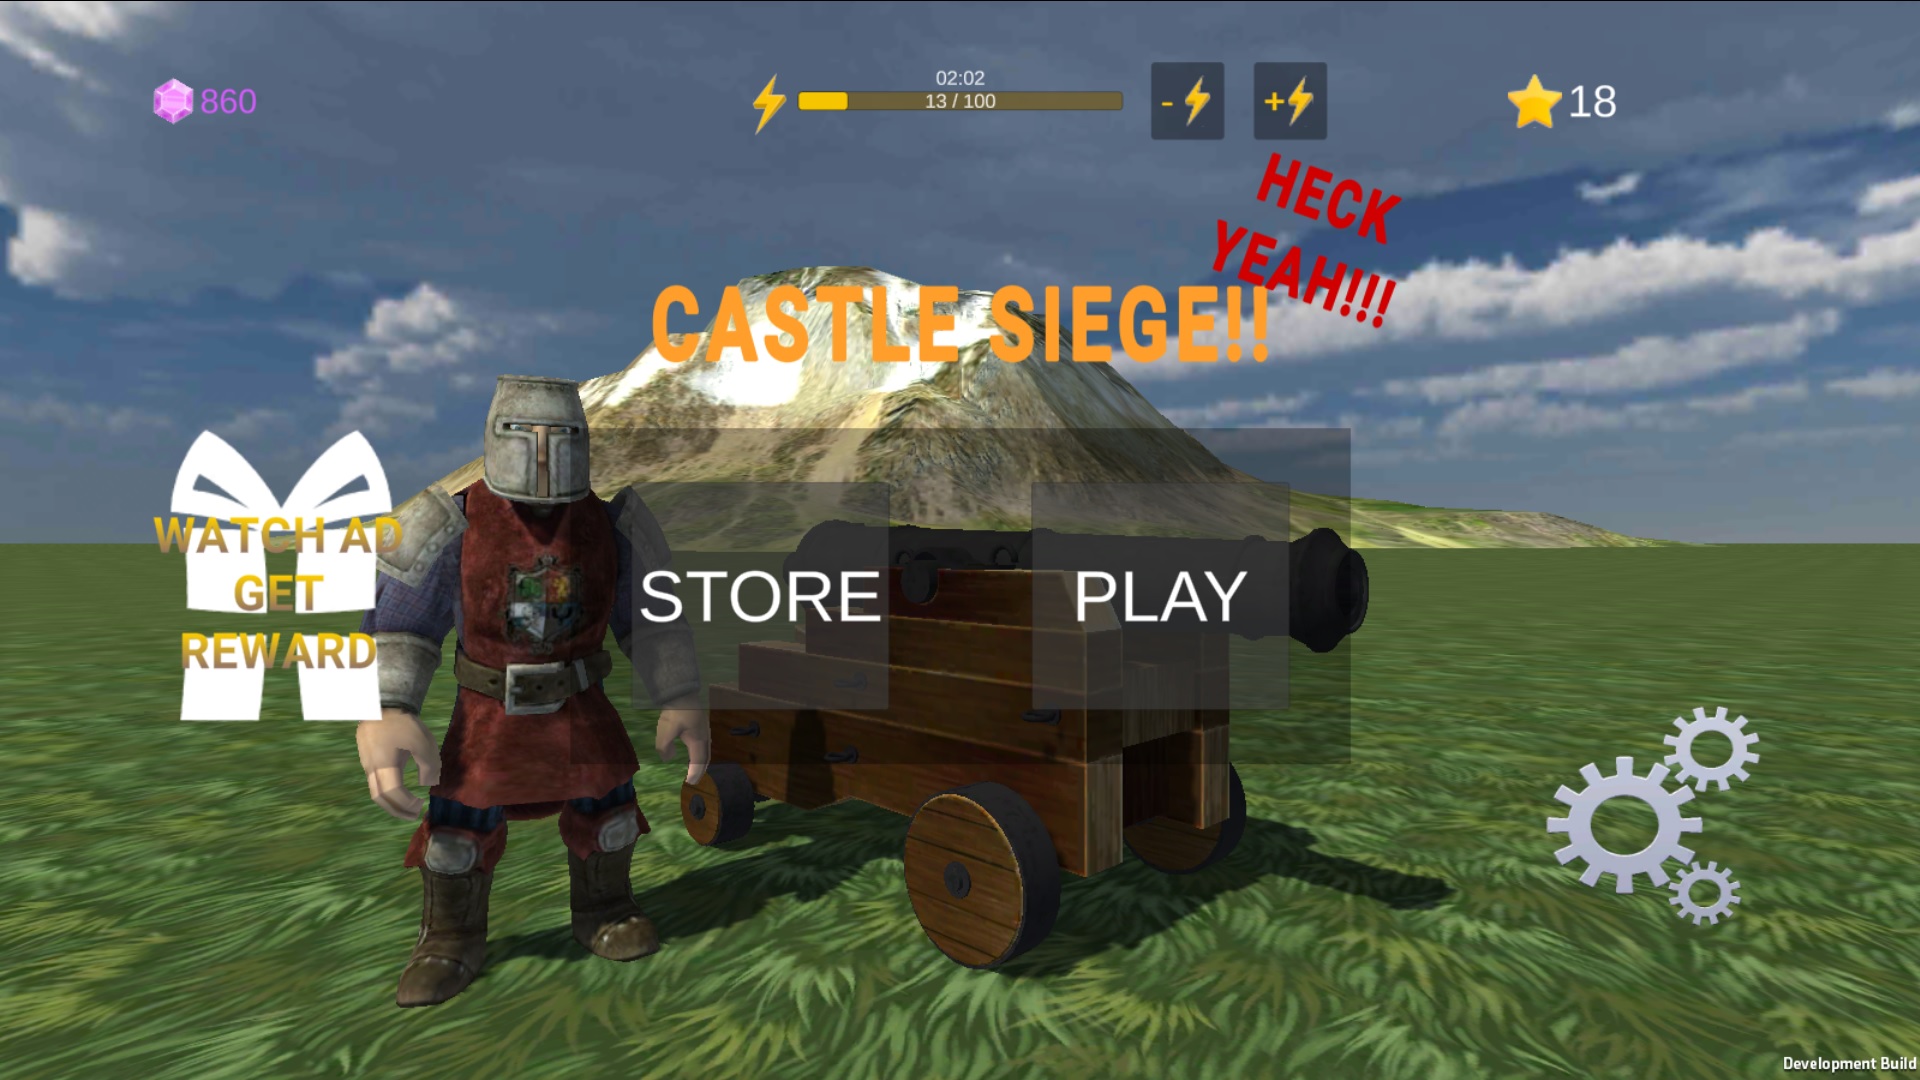 860
02:02
13 / 100
-
+
18
HECK
YEAH!!!
CASTLE SIEGE!!
WATCH AD
GET
REWARD
STORE
PLAY
Development Build